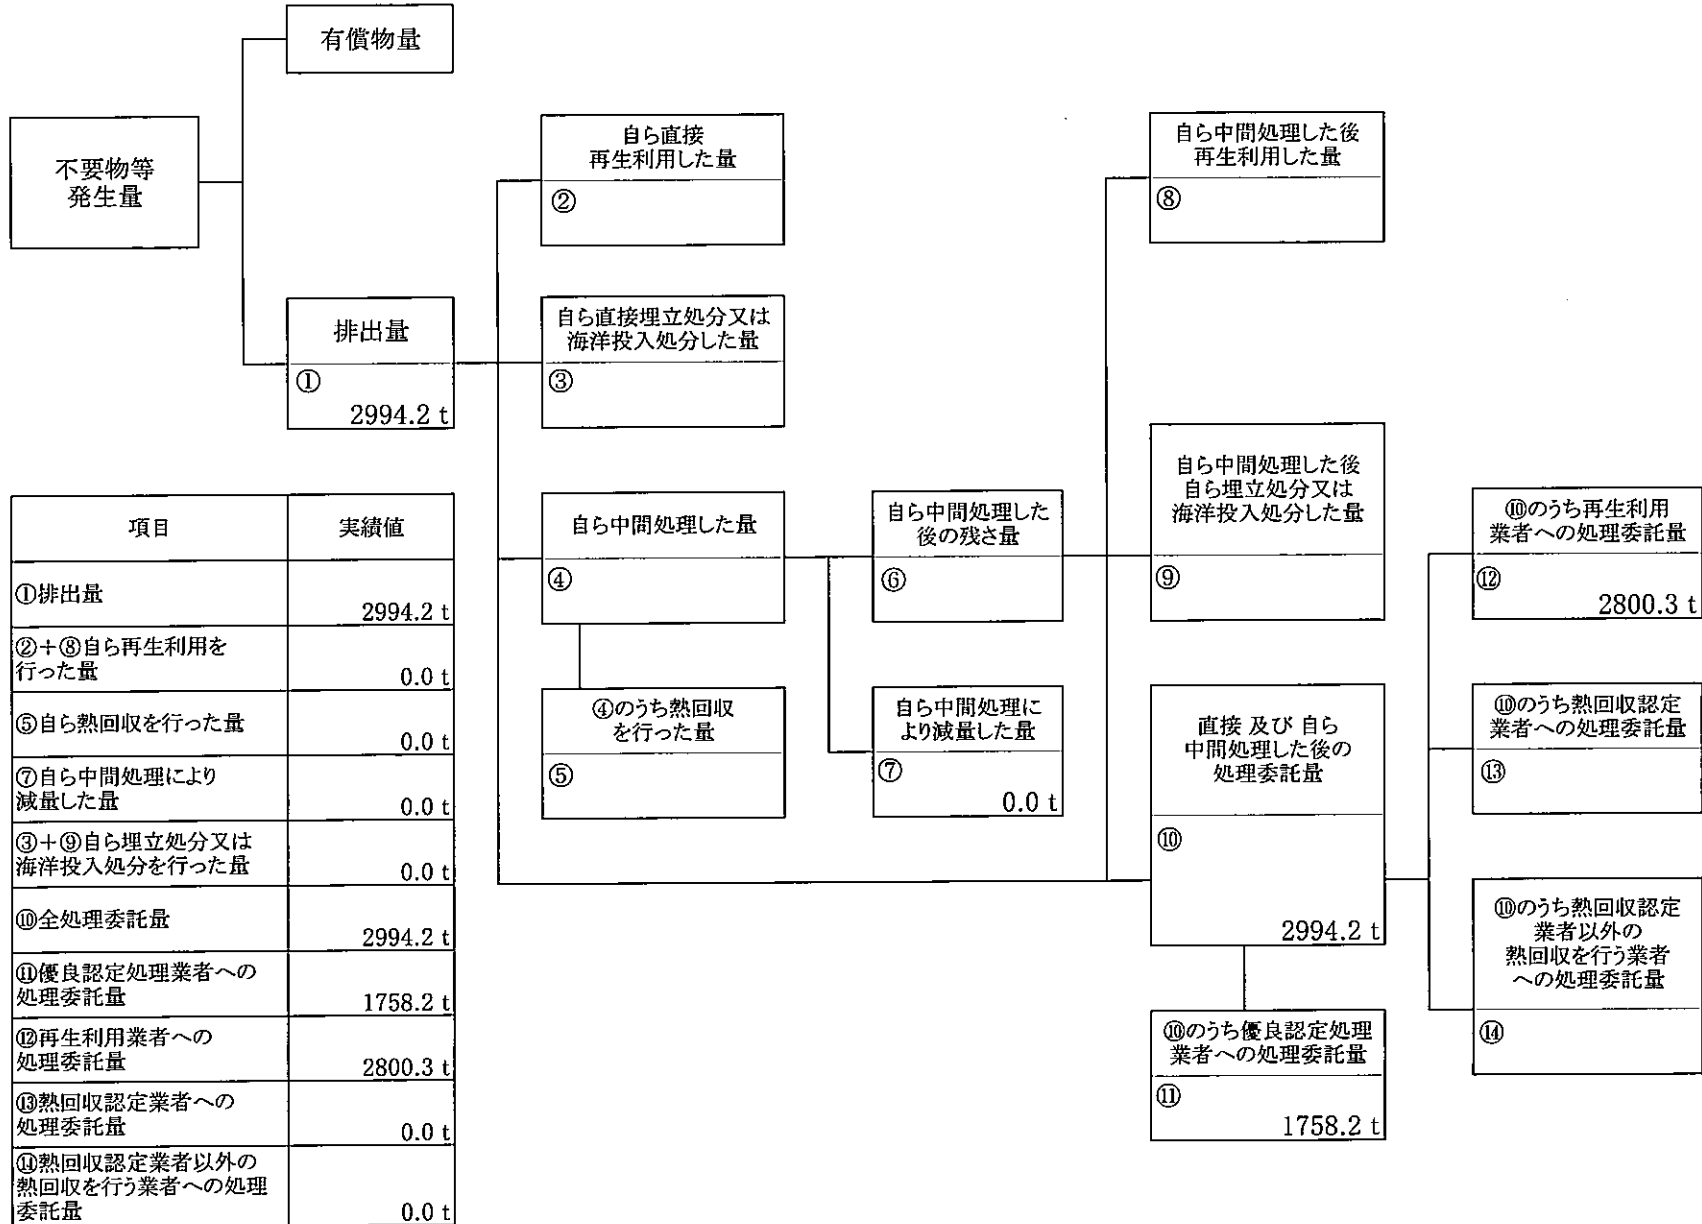 有償物量
不要物等
発生量
排出量
①
2994.2 t
自ら直接
再生利用した量
②
自ら直接埋立処分又は
海洋投入処分した量
③
自ら中間処理した量
④
④のうち熱回収
を行った量
⑤
自ら中間処理した
後の残さ量
⑥
自ら中間処理に
より減量した量
⑦
0.0 t
自ら中間処理した後
再生利用した量
⑧
自ら中間処理した後
自ら埋立処分又は
海洋投入処分した量
⑨
直接 及び 自ら
中間処理した後の
処理委託量
⑩
2994.2 t
⑩のうち優良認定処理
業者への処理委託量
⑪
1758.2 t
⑩のうち再生利用
業者への処理委託量
⑫
2800.3 t
⑩のうち熱回収認定
業者への処理委託量
⑬
⑩のうち熱回収認定
業者以外の
熱回収を行う業者
への処理委託量
⑭
項目 実績値
①排出量
2994.2 t
②+⑧自ら再生利用を
行った量
0.0 t
⑤自ら熱回収を行った量
0.0 t
⑦自ら中間処理により
減量した量
0.0 t
③+⑨自ら埋立処分又は
海洋投入処分を行った量
0.0 t
⑩全処理委託量
2994.2 t
⑪優良認定処理業者への
処理委託量
1758.2 t
⑫再生利用業者への
処理委託量
2800.3 t
⑬熱回収認定業者への
処理委託量
0.0 t
⑭熱回収認定業者以外の
熱回収を行う業者への処理
委託量
0.0 t